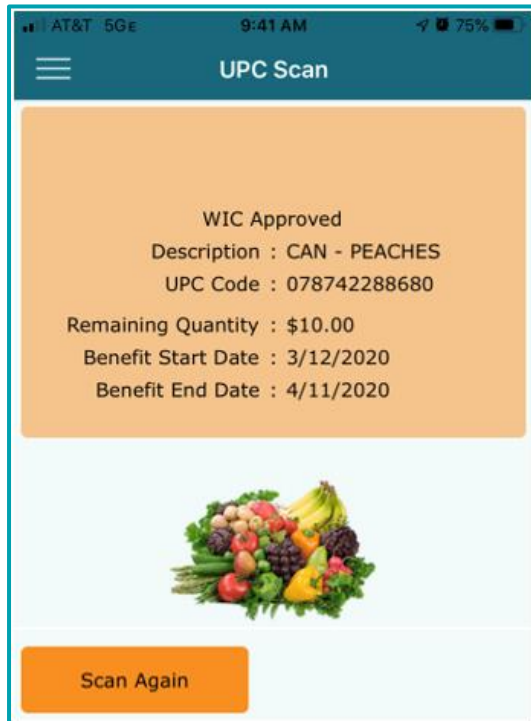 AT&T 5GE 9:41 AM 75%
UPC Scan
WIC Approved
Description : CAN - PEACHES
UPC Code : 078742288680
Remaining Quantity : $10.00
Benefit Start Date : 3/12/2020
Benefit End Date : 4/11/2020
Scan Again